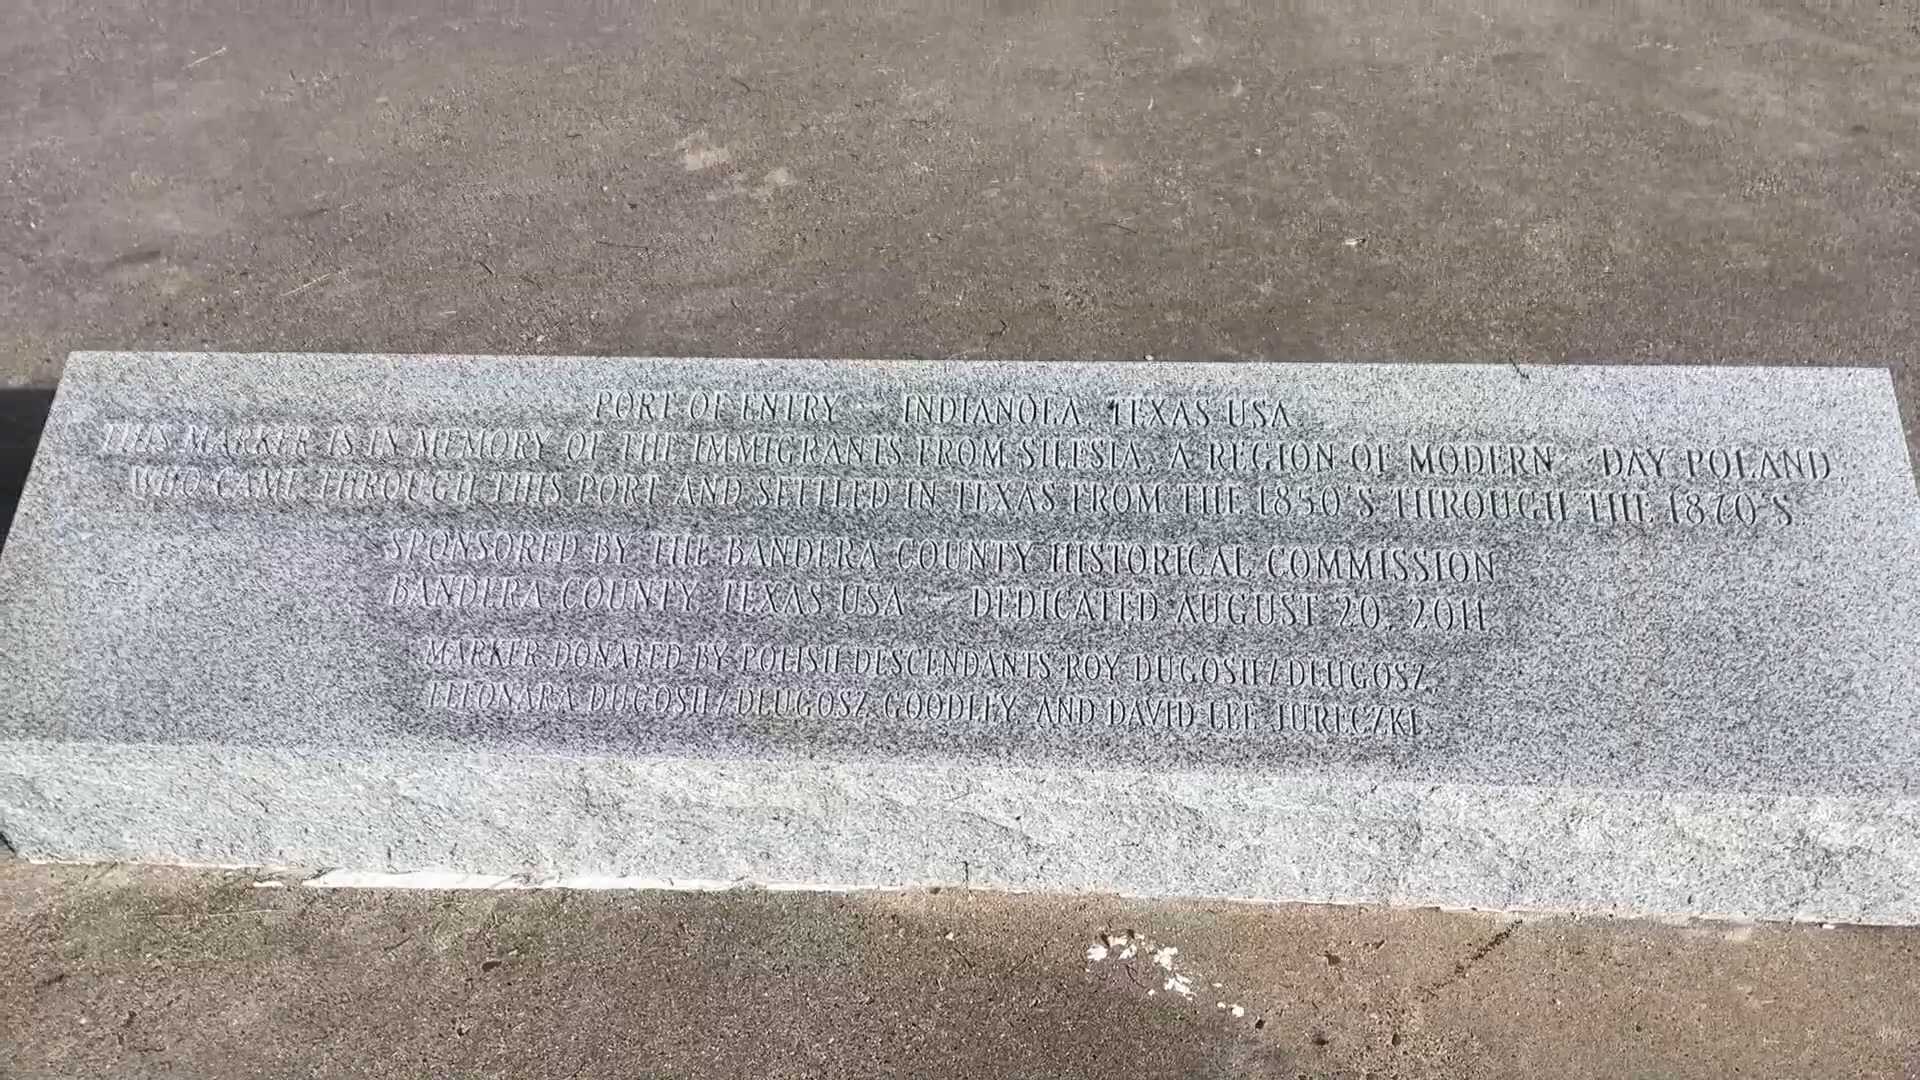 PORT OF ENTRY - INDIANOLA, TEXAS USA
THIS MARKER IS IN MEMORY OF THE IMMIGRANTS FROM SILESIA, A REGION OF MODERN - DAY POLAND,
WHO CAME THROUGH THIS PORT AND SETTLED IN TEXAS FROM THE 1850'S THROUGH THE 1870'S.
SPONSORED BY THE BANDERA COUNTY HISTORICAL COMMISSION
BANDERA COUNTY, TEXAS USA - DEDICATED AUGUST 20, 2011
MARKER DONATED BY POLISH DESCENDANTS ROY DUGOSH/DLUGOSZ,
ELEONARA DUGOSH/DLUGOSZ GOODLEY, AND DAVID LEE JURECZKI.